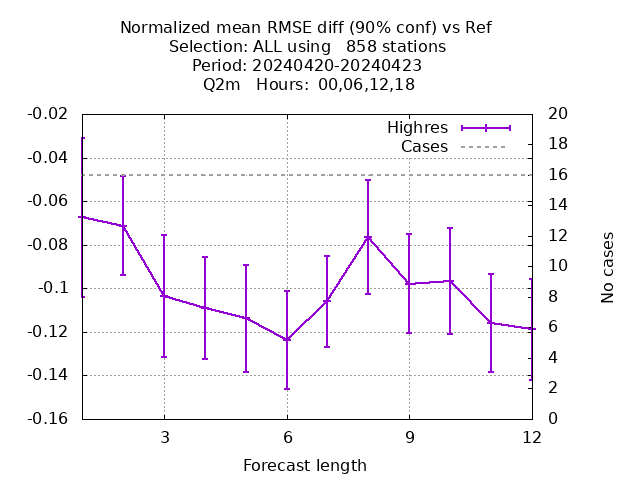 Normalized mean RMSE diff (90% conf) vs Ref
Selection: ALL using   858 stations
Period: 20240420-20240423
Q2m   Hours:  00,06,12,18
Highres
Cases
-0.02
-0.04
-0.06
-0.08
-0.1
-0.12
-0.14
-0.16
20
18
16
14
12
10
8
6
4
2
0
No cases
3 6 9 12
Forecast length